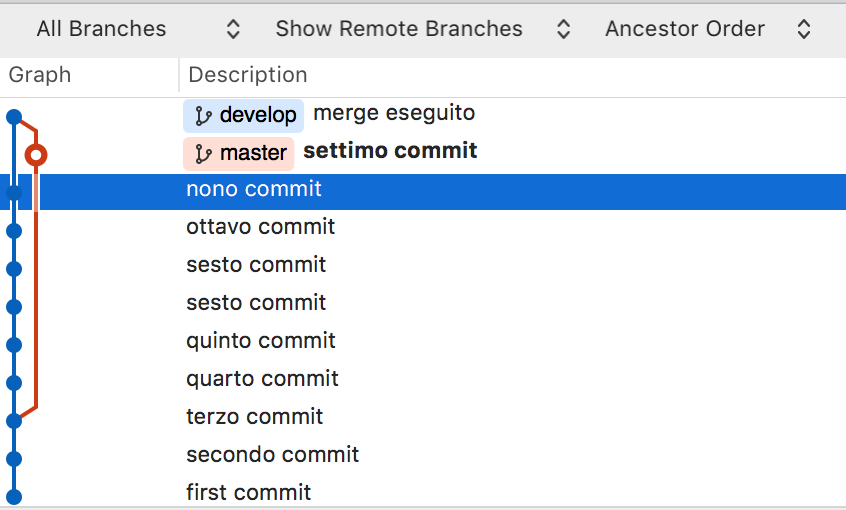 All Branches Show Remote Branches Ancestor Order
Graph Description
develop merge eseguito
master settimo commit
nono commit
ottavo commit
sesto commit
sesto commit
quinto commit
quarto commit
terzo commit
secondo commit
first commit